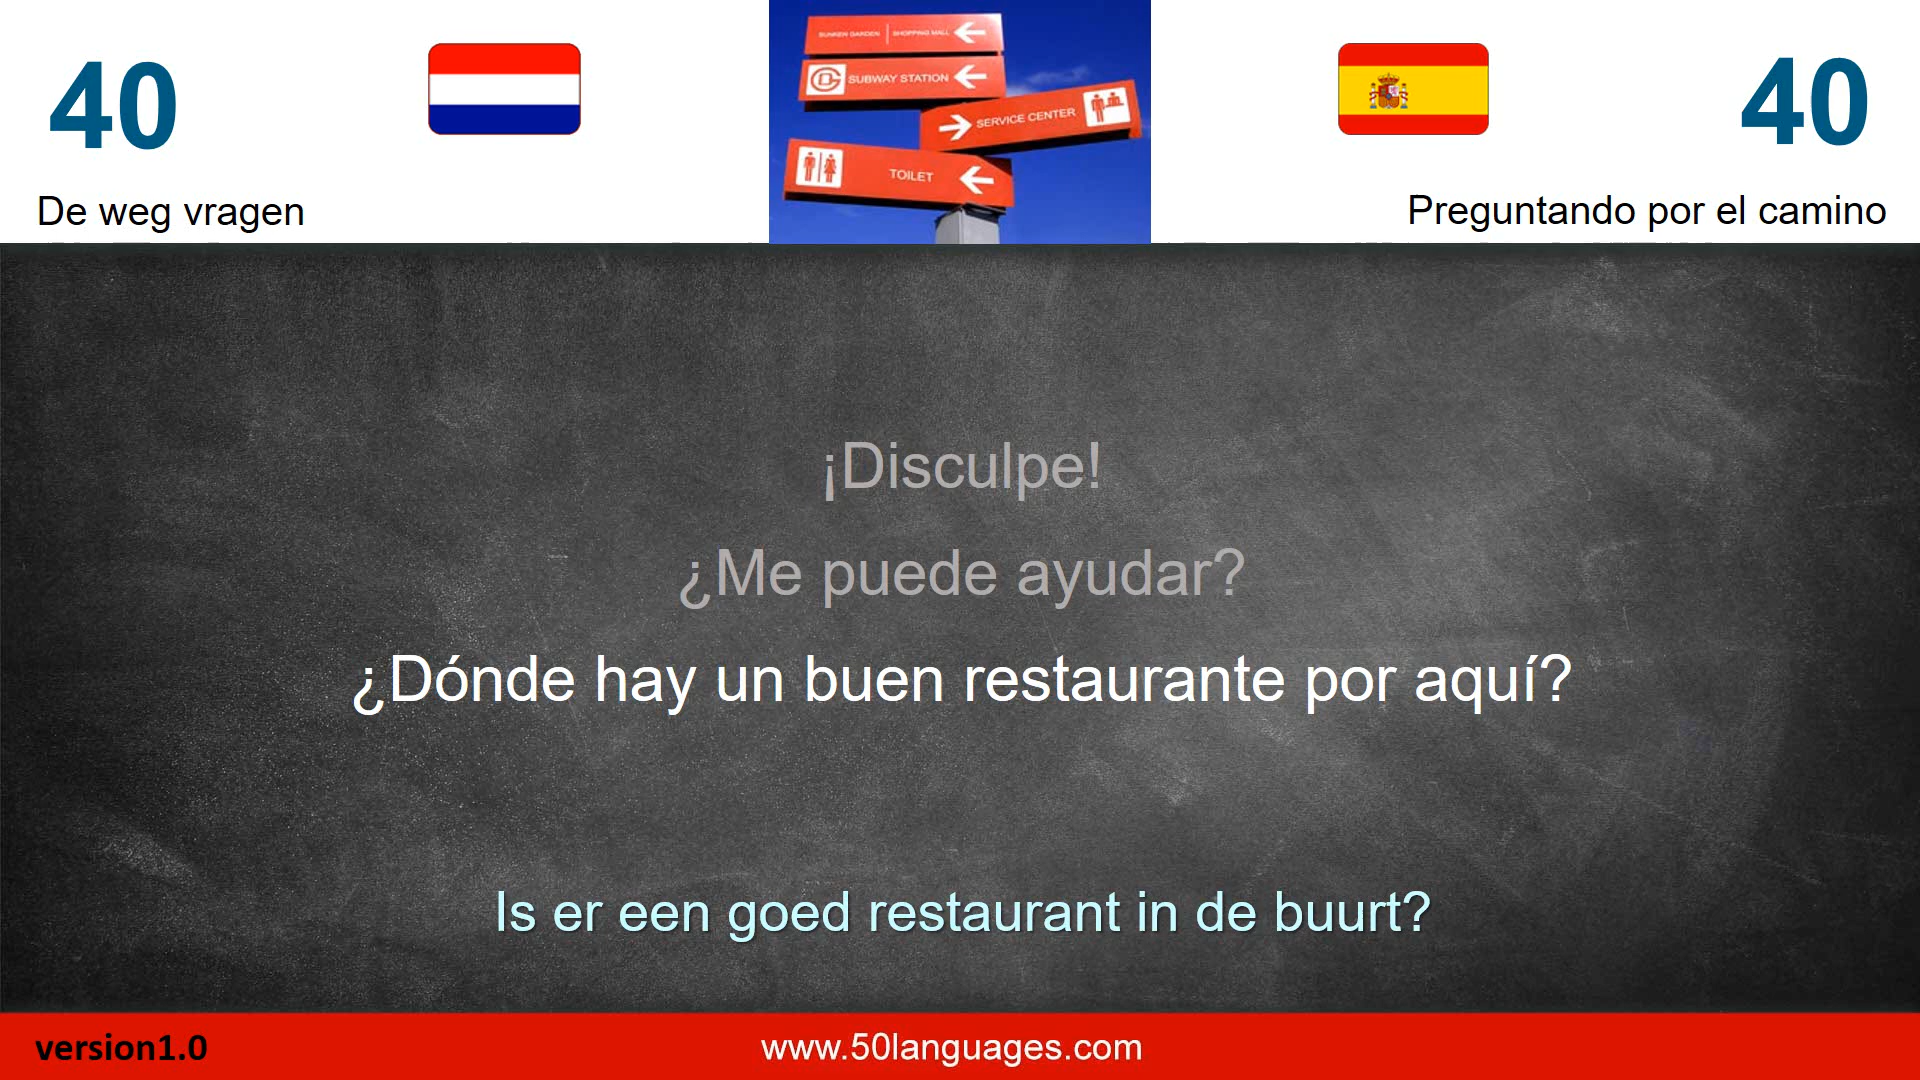 40
De weg vragen
SUNKEN GARDEN | SHOPPING MALL
SUBWAY STATION
SERVICE CENTER
TOILET
40
Preguntando por el camino
¡Disculpe!
¿Me puede ayudar?
¿Dónde hay un buen restaurante por aquí?
Is er een goed restaurant in de buurt?
version1.0
www.50languages.com